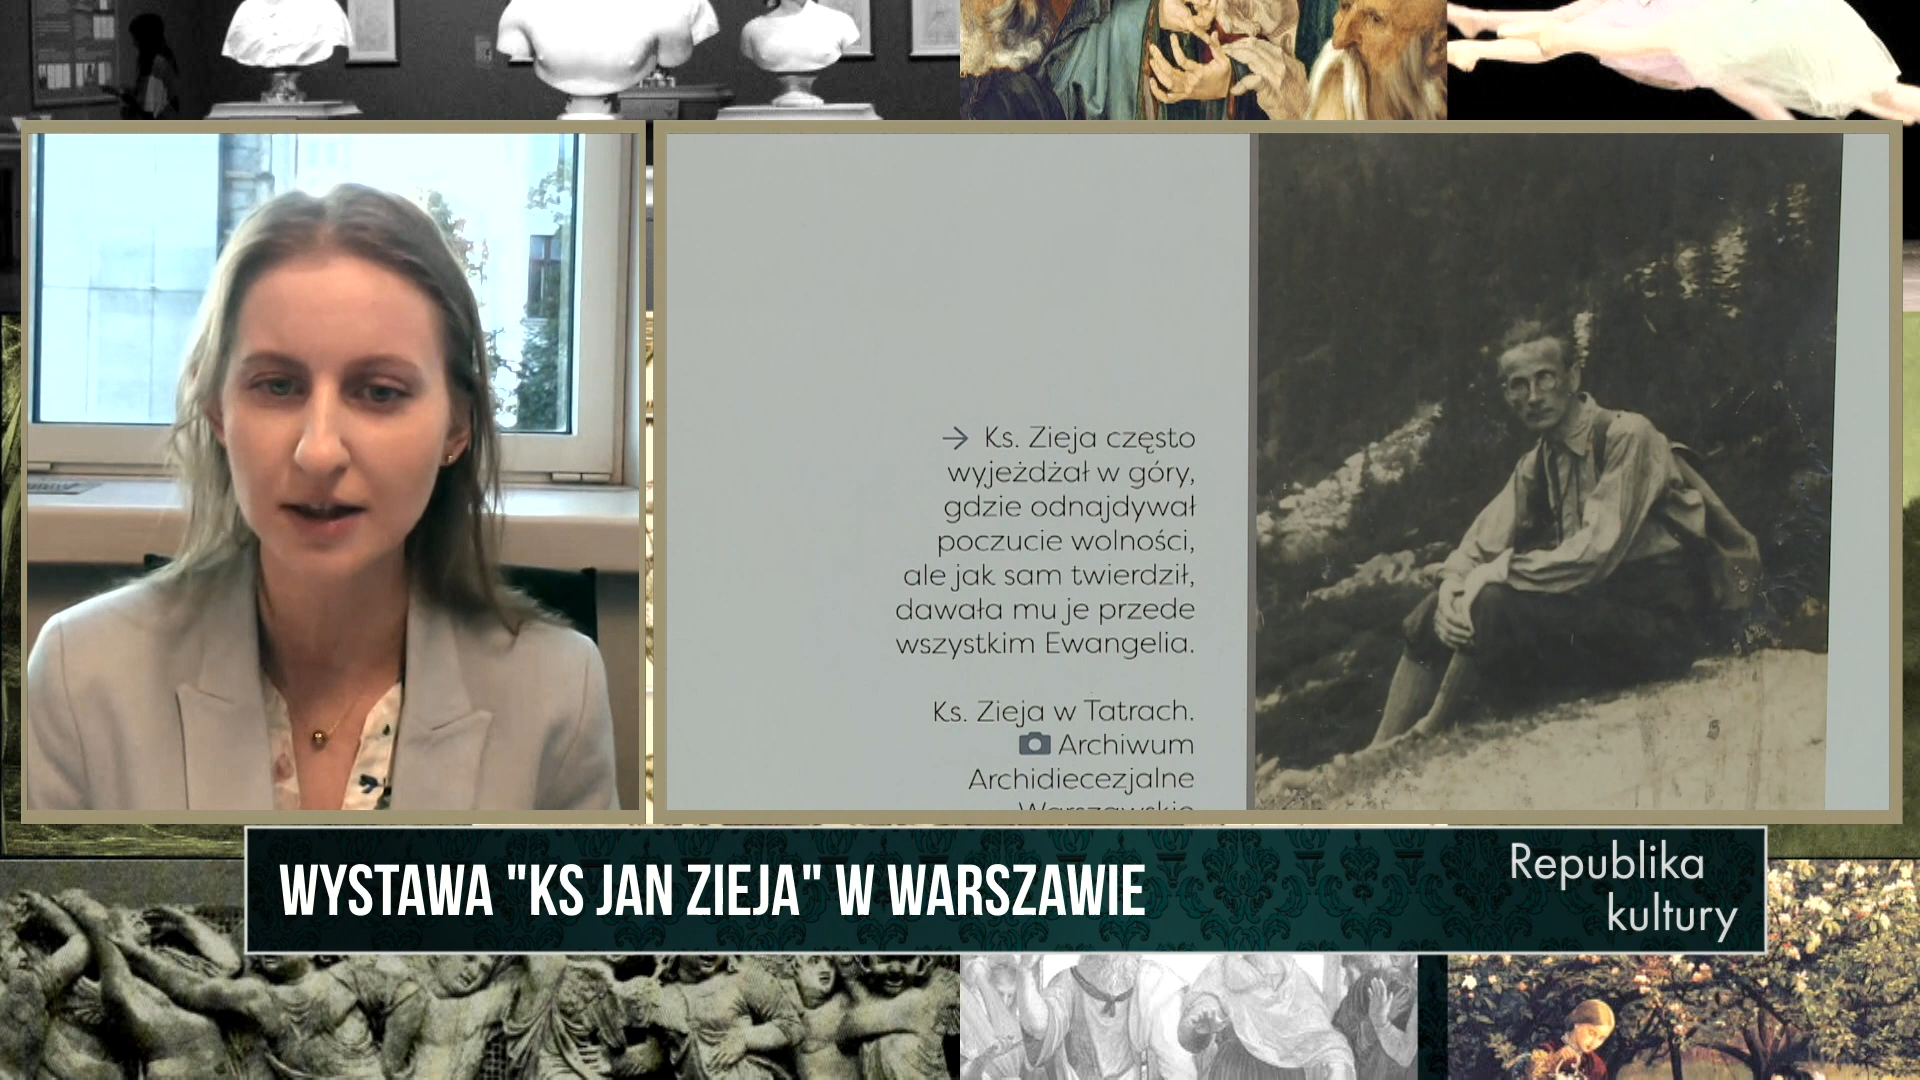 → Ks. Zieja często
wyjeżdżał w góry,
gdzie odnajdywał
poczucie wolności,
ale jak sam twierdził,
dawała mu je przede
wszystkim Ewangelia.
Ks. Zieja w Tatrach.
Archiwum
Archidiecezjalne
WYSTAWA "KS JAN ZIEJA" W WARSZAWIE
Republika
kultury